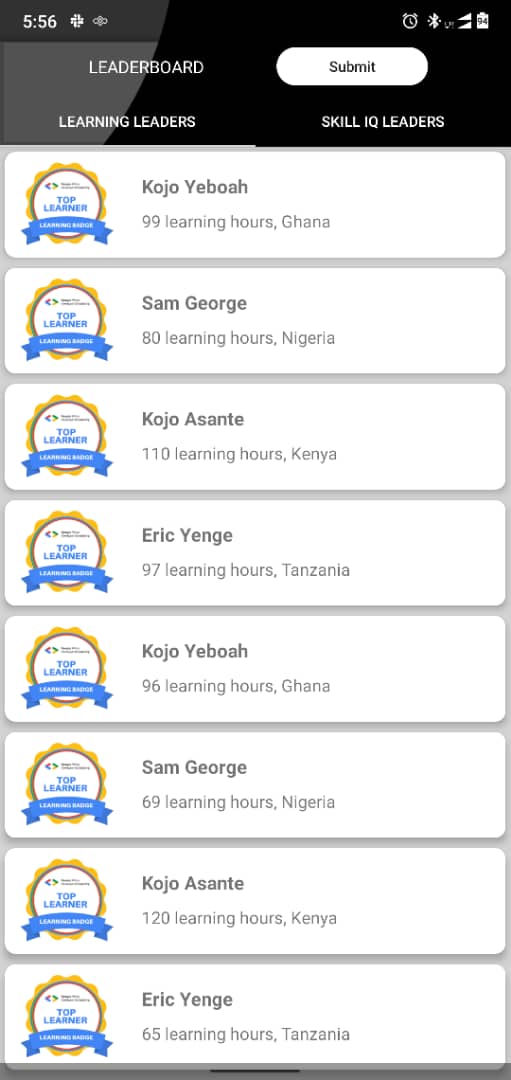 5:56
94
LEADERBOARD
Submit
LEARNING LEADERS
SKILL IQ LEADERS
TOP
LEARNER
LEARNING BADGE
Kojo Yeboah
99 learning hours, Ghana
TOP
LEARNER
LEARNING BADGE
Sam George
80 learning hours, Nigeria
TOP
LEARNER
LEARNING BADGE
Kojo Asante
110 learning hours, Kenya
TOP
LEARNER
LEARNING BADGE
Eric Yenge
97 learning hours, Tanzania
TOP
LEARNER
LEARNING BADGE
Kojo Yeboah
96 learning hours, Ghana
TOP
LEARNER
LEARNING BADGE
Sam George
69 learning hours, Nigeria
TOP
LEARNER
LEARNING BADGE
Kojo Asante
120 learning hours, Kenya
TOP
LEARNER
LEARNING BADGE
Eric Yenge
65 learning hours, Tanzania